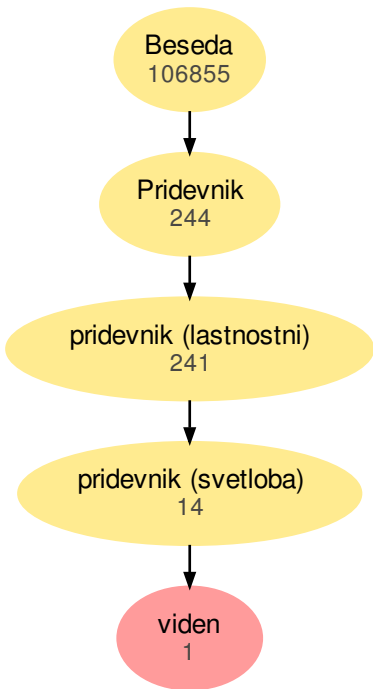 Beseda
106855
Pridevnik
244
pridevnik (lastnostni)
241
pridevnik (svetloba)
14
viden
1